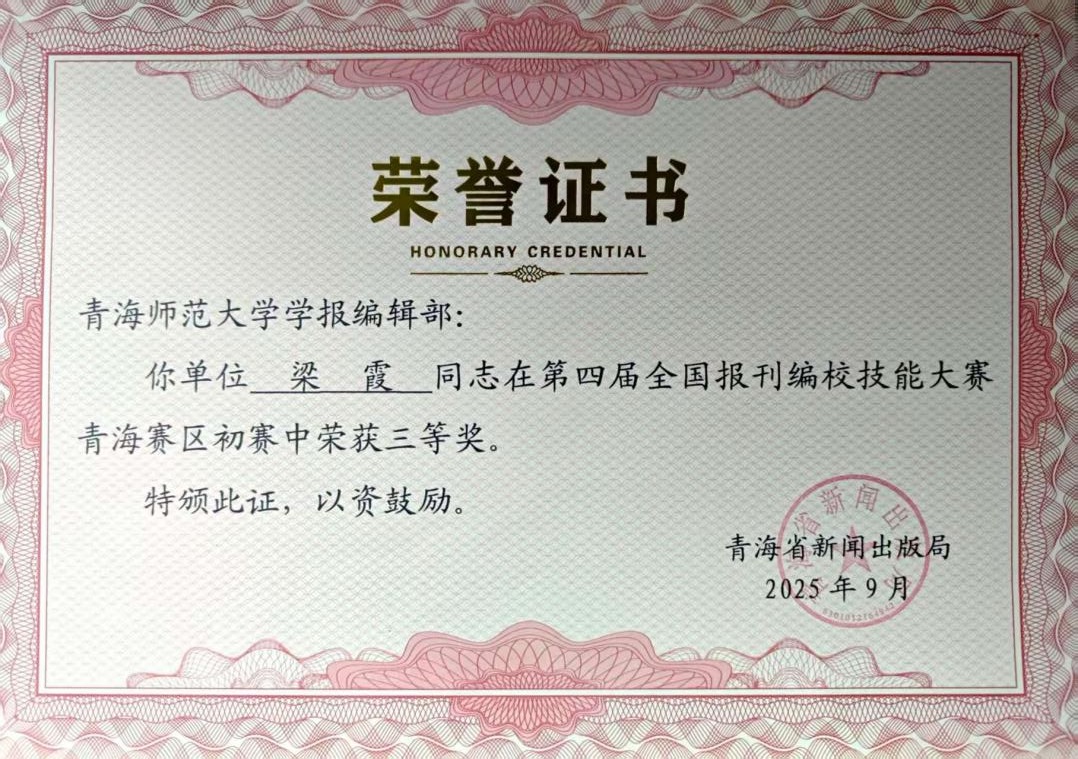 荣誉证书
HONORARY CREDENTIAL
青海师范大学学报编辑部：
你单位 梁 霞 同志在第四届全国报刊编校技能大赛
青海赛区初赛中荣获三等奖。
特颁此证，以资鼓励。
青海省新闻出版局
2025 年 9 月